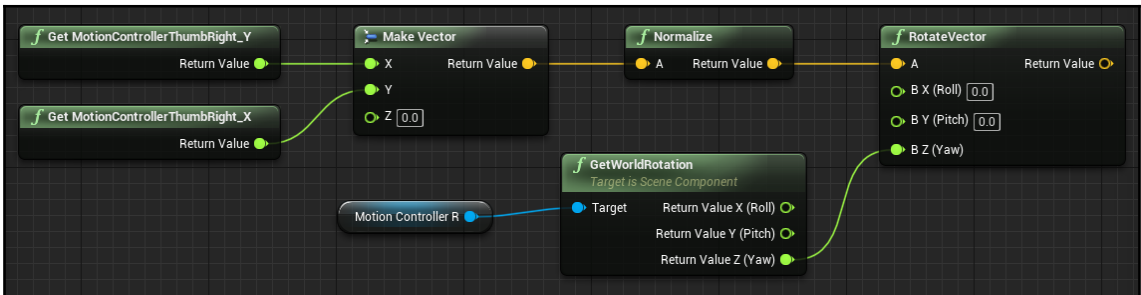 f Get MotionControllerThumbRight_Y
Return Value
f Get MotionControllerThumbRight_X
Return Value
Make Vector
X Return Value
Y
Z 0.0
f Normalize
A Return Value
f RotateVector
A Return Value
B X (Roll) 0.0
B Y (Pitch) 0.0
B Z (Yaw)
Motion Controller R
f GetWorldRotation
Target is Scene Component
Target Return Value X (Roll)
Return Value Y (Pitch)
Return Value Z (Yaw)